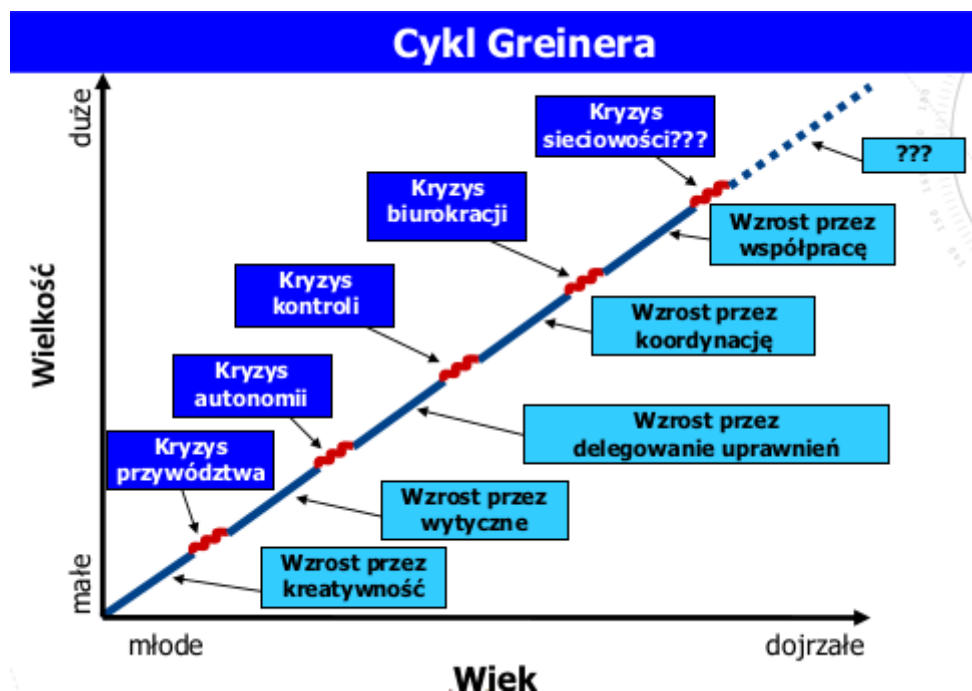 Cykl Greinera
duże
Wielkość
małe
Kryzys
sieciowości???
???
Kryzys
biurokracji
Wzrost przez
współpracę
Kryzys
kontroli
Wzrost przez
koordynację
Kryzys
autonomii
Wzrost przez
delegowanie uprawnień
Kryzys
przywództwa
Wzrost przez
wytyczne
Wzrost przez
kreatywność
młode
dojrzałe
Wiek